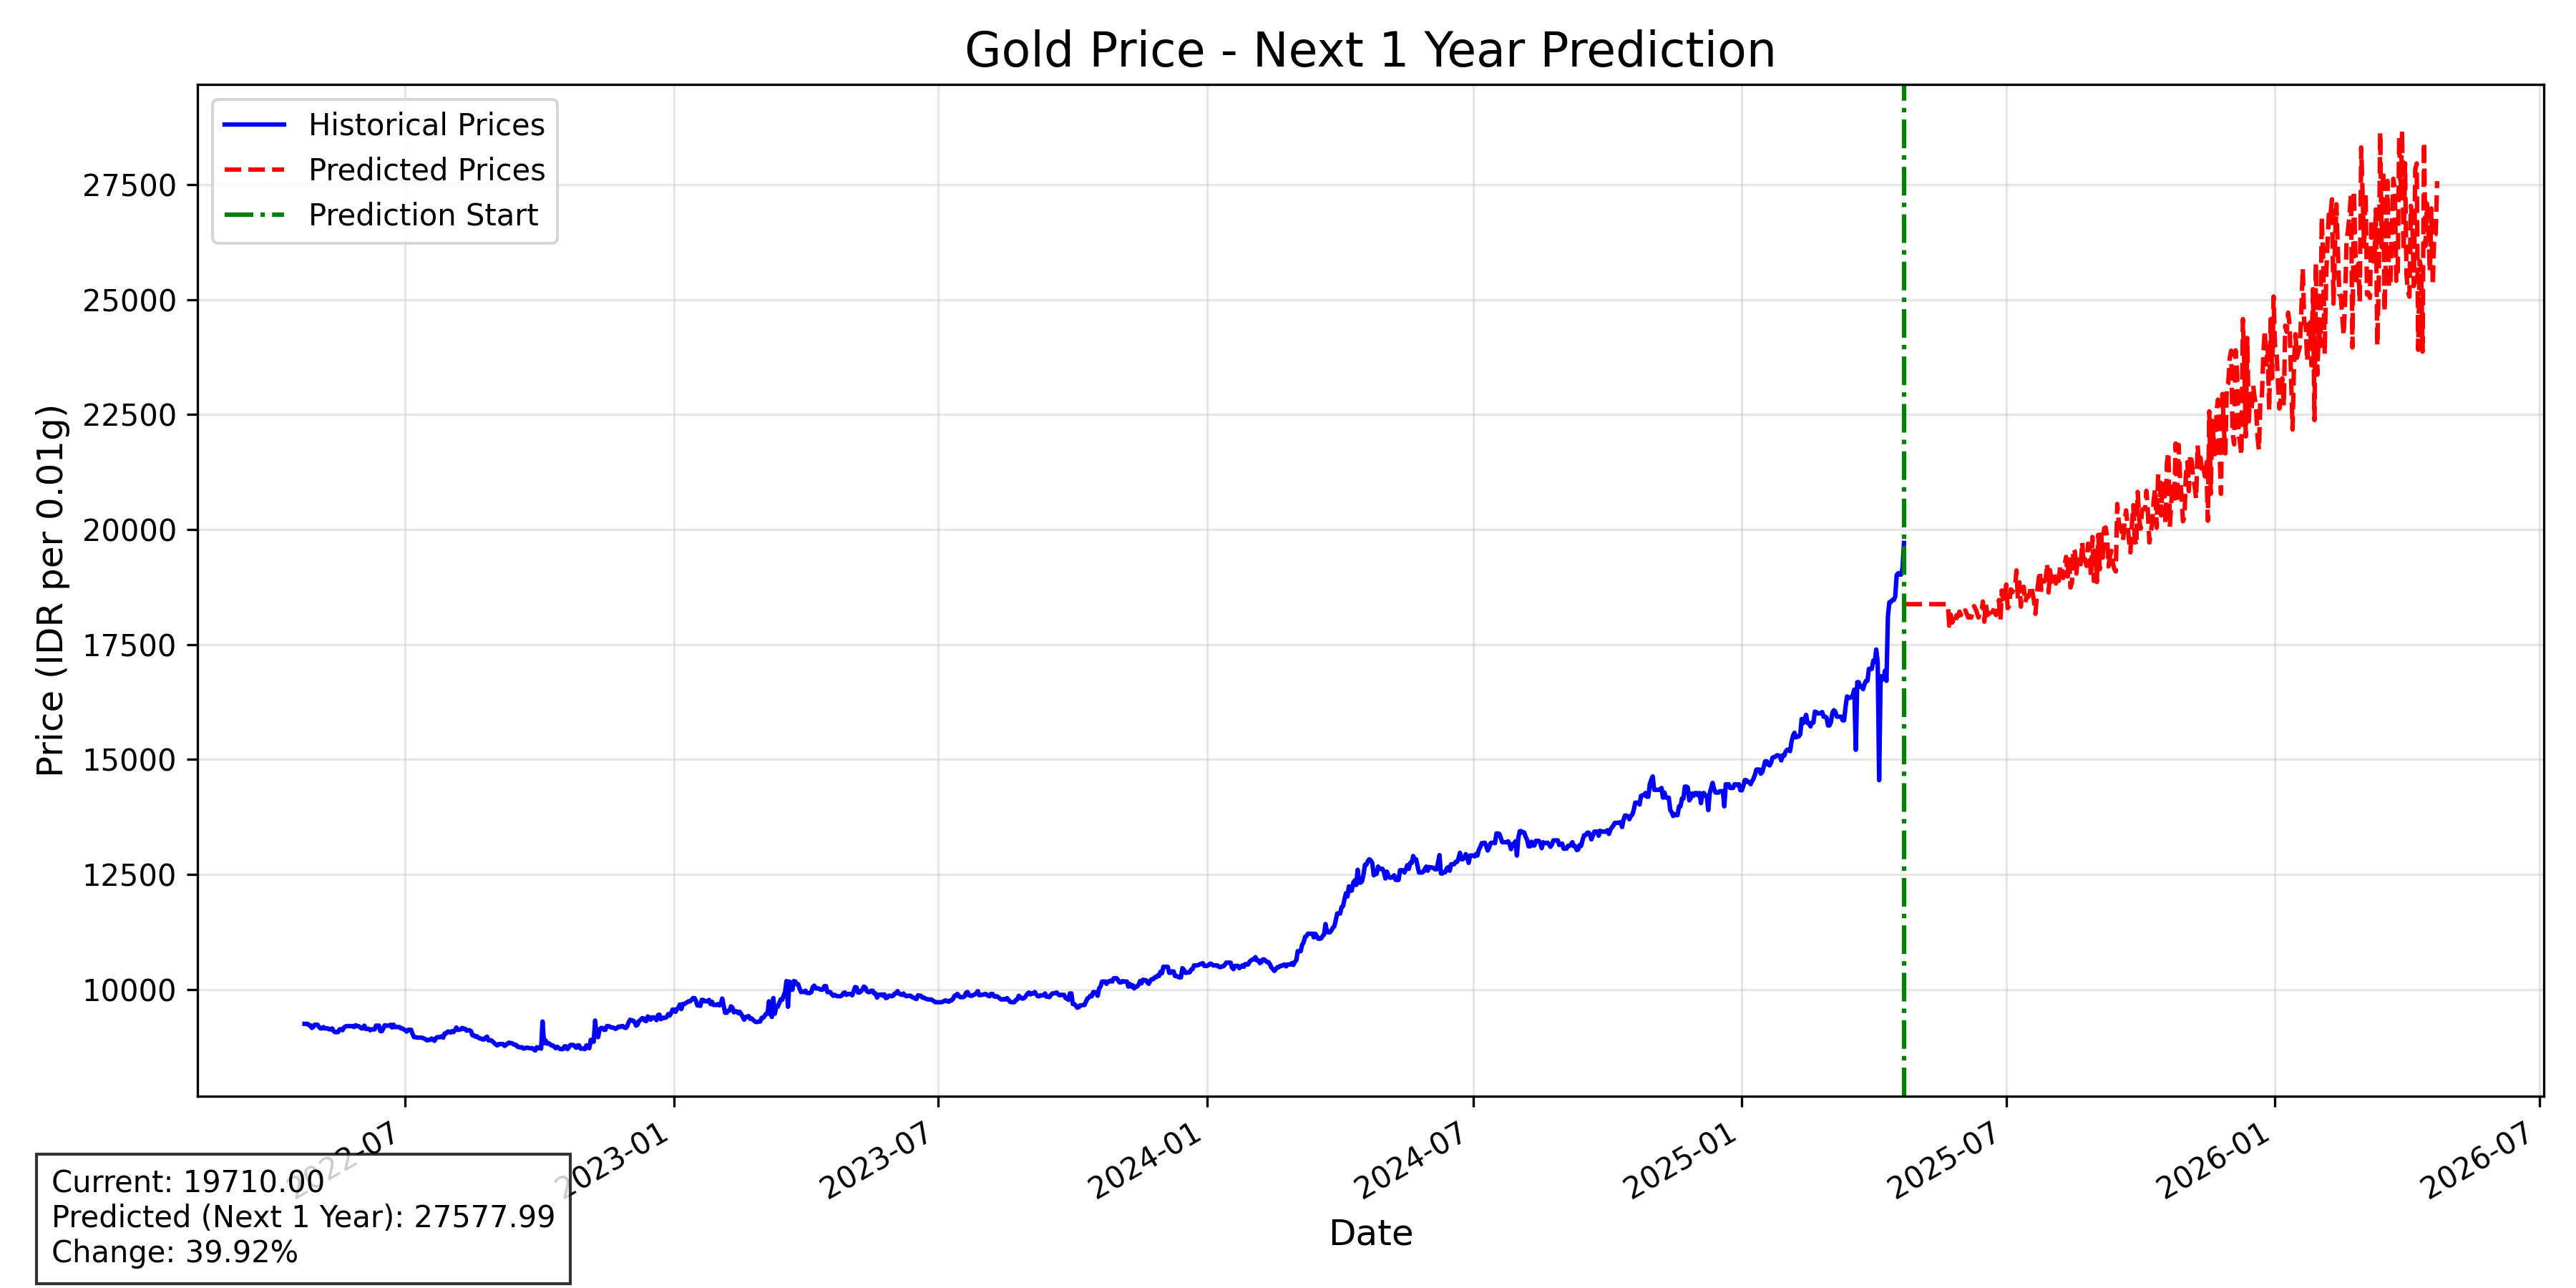 Gold Price - Next 1 Year Prediction
Historical Prices
Predicted Prices
Prediction Start
Price (IDR per 0.01g)
27500
25000
22500
20000
17500
15000
12500
10000
2022-07
2023-01
2023-07
2024-01
2024-07
2025-01
2025-07
2026-01
2026-07
Date
Current: 19710.00
Predicted (Next 1 Year): 27577.99
Change: 39.92%